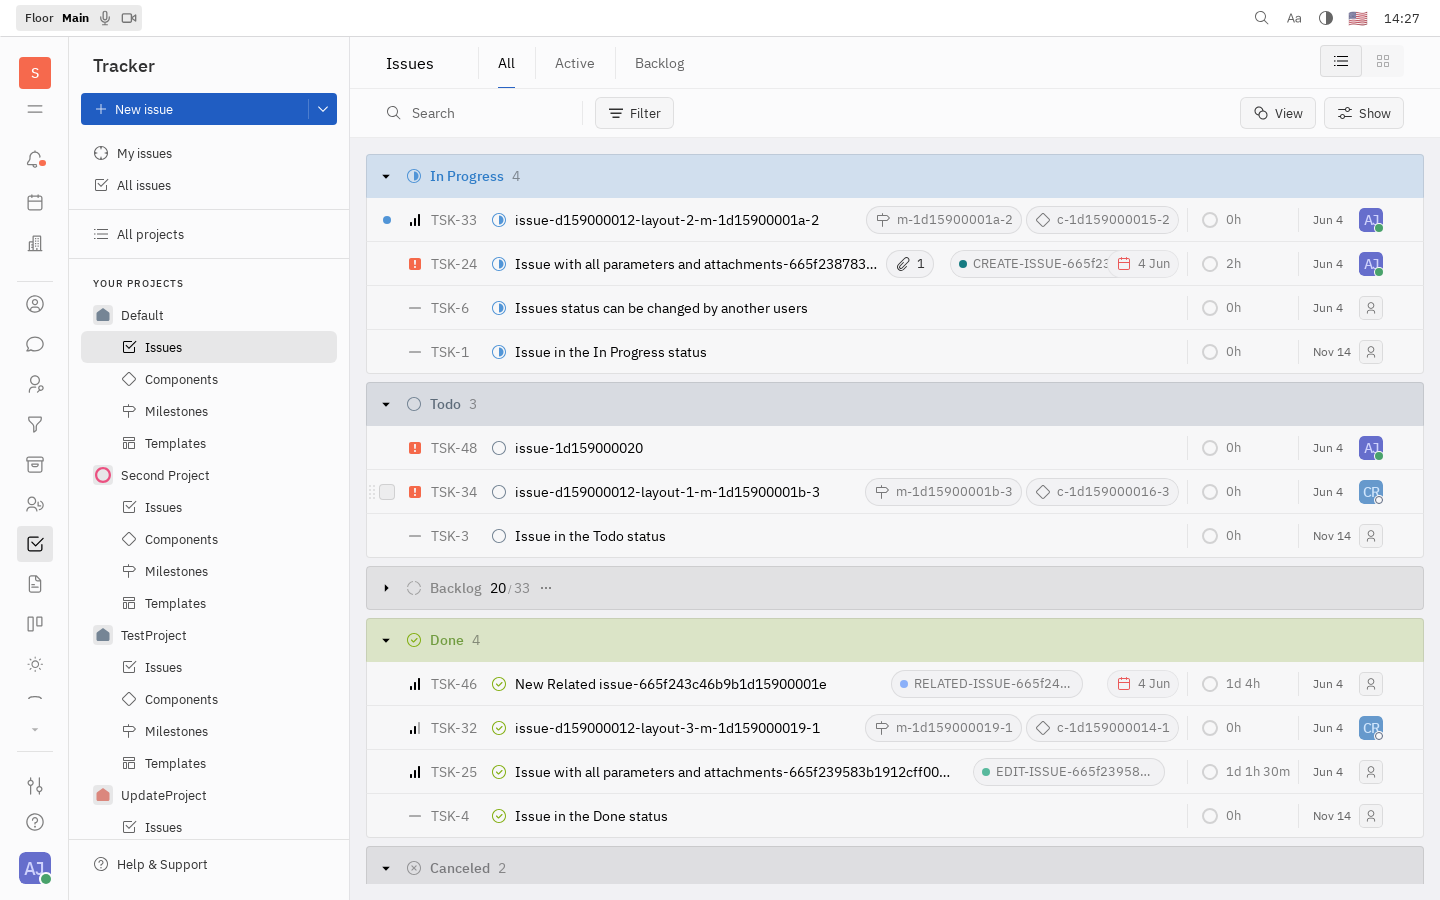 Floor Main
Aa
14:27
S
Tracker
New issue
My issues
All issues
All projects
YOUR PROJECTS
Default
Issues
Components
Milestones
Templates
Second Project
Issues
Components
Milestones
Templates
TestProject
Issues
Components
Milestones
Templates
UpdateProject
Issues
Help & Support
AJ
Issues
All
Active
Backlog
Search
Filter
View
Show
In Progress 4
TSK-33 issue-d159000012-layout-2-m-1d15900001a-2 m-1d15900001a-2 c-1d159000015-2 0h Jun 4 AJ
TSK-24 Issue with all parameters and attachments-665f238783... 1 CREATE-ISSUE-665f23 4 Jun 2h Jun 4 AJ
TSK-6 Issues status can be changed by another users 0h Jun 4
TSK-1 Issue in the In Progress status 0h Nov 14
Todo 3
TSK-48 issue-1d159000020 0h Jun 4 AJ
TSK-34 issue-d159000012-layout-1-m-1d15900001b-3 m-1d15900001b-3 c-1d159000016-3 0h Jun 4 CR
TSK-3 Issue in the Todo status 0h Nov 14
Backlog 20/33 ...
Done 4
TSK-46 New Related issue-665f243c46b9b1d15900001e RELATED-ISSUE-665f24... 4 Jun 1d 4h Jun 4
TSK-32 issue-d159000012-layout-3-m-1d159000019-1 m-1d159000019-1 c-1d159000014-1 0h Jun 4 CR
TSK-25 Issue with all parameters and attachments-665f239583b1912cff00... EDIT-ISSUE-665f23958... 1d 1h 30m Jun 4
TSK-4 Issue in the Done status 0h Nov 14
Canceled 2